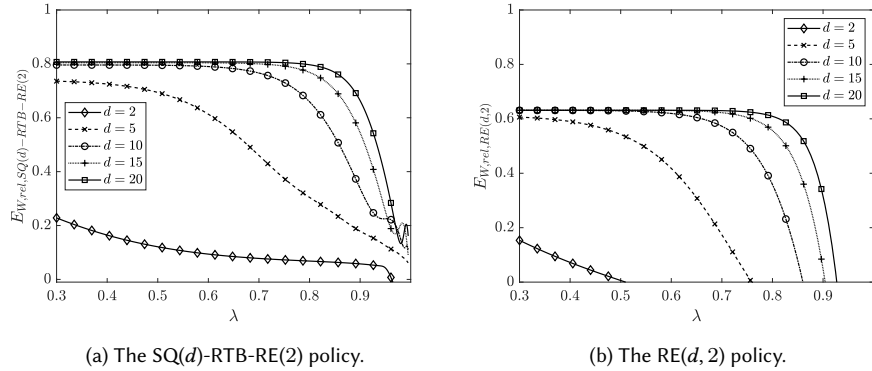 1
0.8
0.6
0.4
0.2
0
0.3 0.4 0.5 0.6 0.7 0.8 0.9
λ
E_{W,rel,SQ(d)−RTB−RE(2)}
d = 2
d = 5
d = 10
d = 15
d = 20
(a) The SQ(d)-RTB-RE(2) policy.
1
0.8
0.6
0.4
0.2
0
0.3 0.4 0.5 0.6 0.7 0.8 0.9
λ
E_{W,rel,RE(d,2)}
d = 2
d = 5
d = 10
d = 15
d = 20
(b) The RE(d, 2) policy.